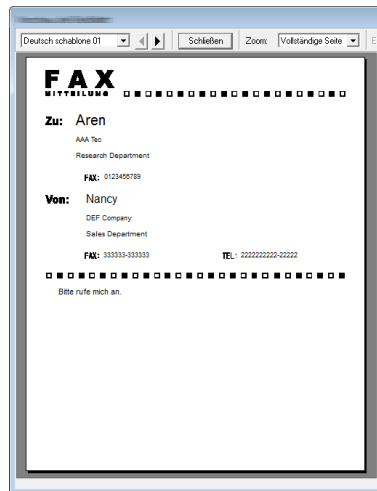 Deutsch schablone 01 Schließen Zoom: Vollständige Seite
FAX
MITTEILUNG
Zu: Aren
AAA Tec
Research Department
FAX: 0123456789
Von: Nancy
DEF Company
Sales Department
FAX: 333333-333333 TEL: 2222222222-22222
Bitte rufe mich an.